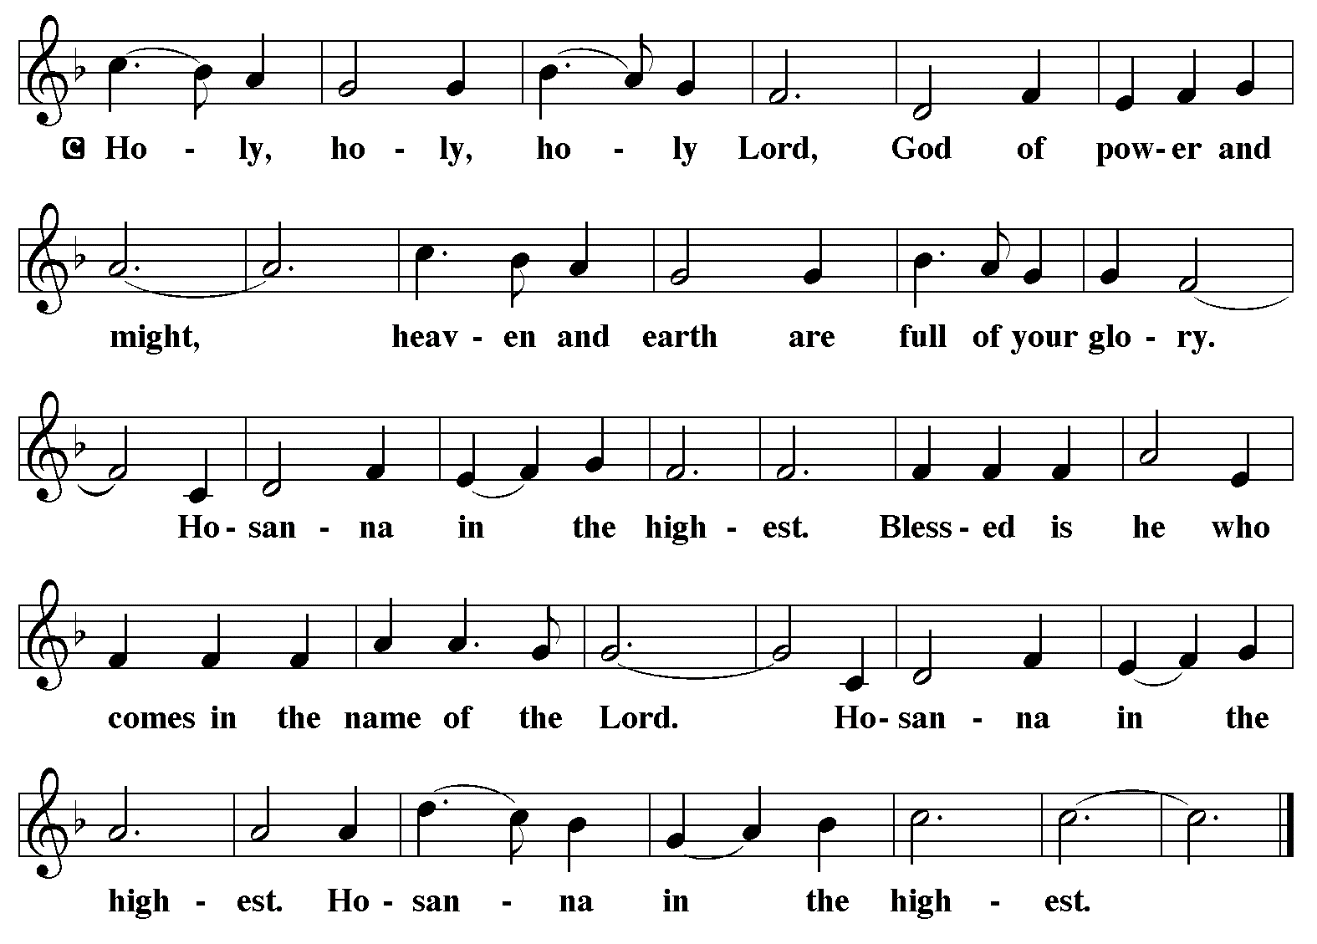 C Ho - ly, ho - ly, ho - ly Lord, God of pow- er and
might, heav - en and earth are full of your glo - ry.
Ho - san - na in the high - est. Bless - ed is he who
comes in the name of the Lord. Ho- san - na in the
high - est. Ho - san - na in the high - est.